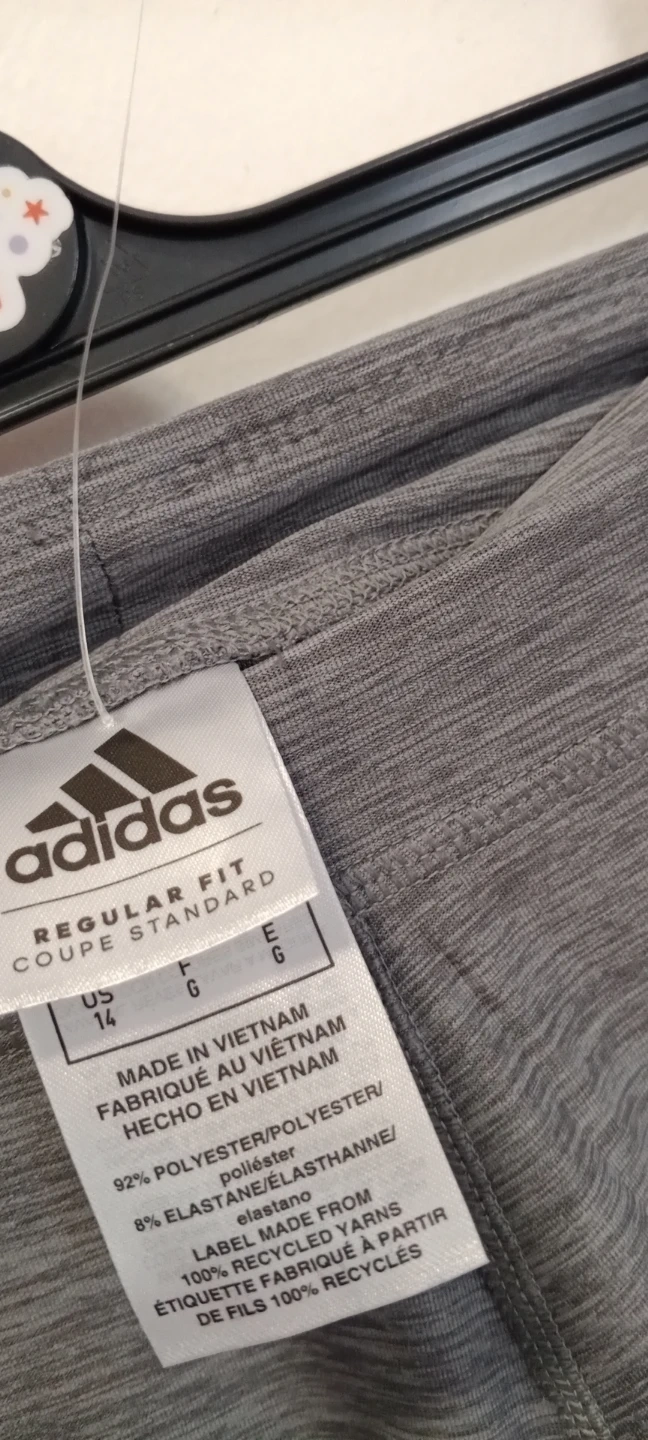 adidas
REGULAR FIT
COUPE STANDARD
US F E
14 G G
MADE IN VIETNAM
FABRIQUÉ AU VIÊTNAM
HECHO EN VIETNAM
92% POLYESTER/POLYESTER/
poliéster
8% ELASTANE/ÉLASTHANNE/
elastano
LABEL MADE FROM
100% RECYCLED YARNS
ÉTIQUETTE FABRIQUÉ À PARTIR
DE FILS 100% RECYCLÉS